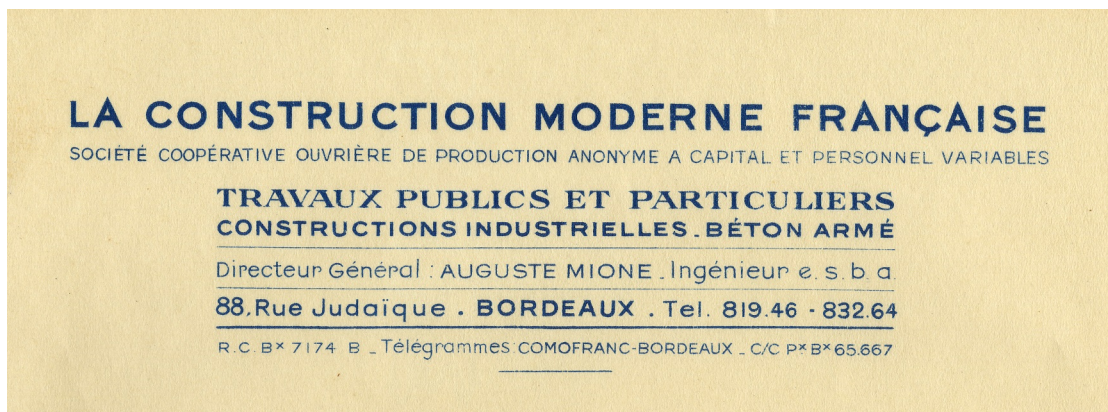 LA CONSTRUCTION MODERNE FRANÇAISE
SOCIÉTÉ COOPÉRATIVE OUVRIÈRE DE PRODUCTION ANONYME A CAPITAL ET PERSONNEL VARIABLES
TRAVAUX PUBLICS ET PARTICULIERS
CONSTRUCTIONS INDUSTRIELLES . BÉTON ARMÉ
Directeur Général : AUGUSTE MIONE . Ingénieur e. s. b. a.
88, Rue Judaïque . BORDEAUX . Tel. 819.46 - 832.64
R.C. Bx 7174 B _ Télégrammes: COMOFRANC-BORDEAUX _ C/C Px Bx 65.667